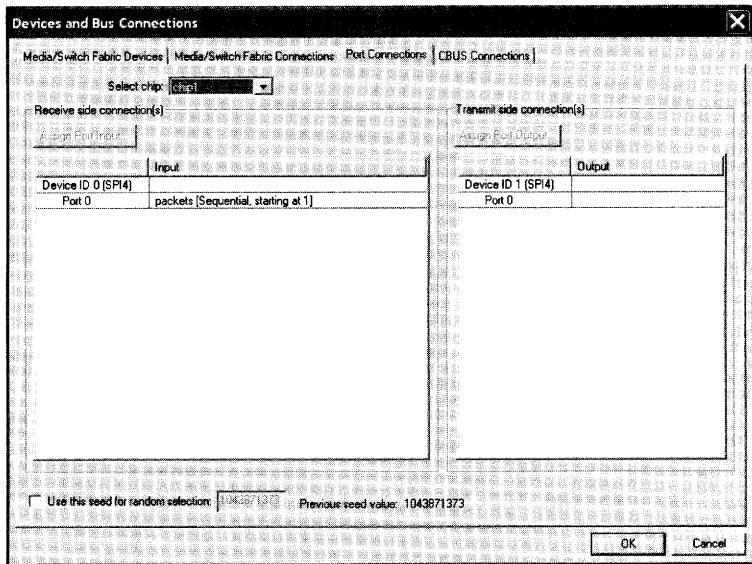 Devices and Bus Connections
Media/Switch Fabric Devices | Media/Switch Fabric Connections Port Connections | CBUS Connections
Select chip: chip1
Receive side connection(s) Transmit side connection(s)
Assign Port Input... Assign Port Output...
Input Output
Device ID 0 (SPI4) Device ID 1 (SPI4)
Port 0 packets [Sequential, starting at 1] Port 0
Use this seed for random selection: 1043871373 Previous seed value: 1043871373
OK Cancel